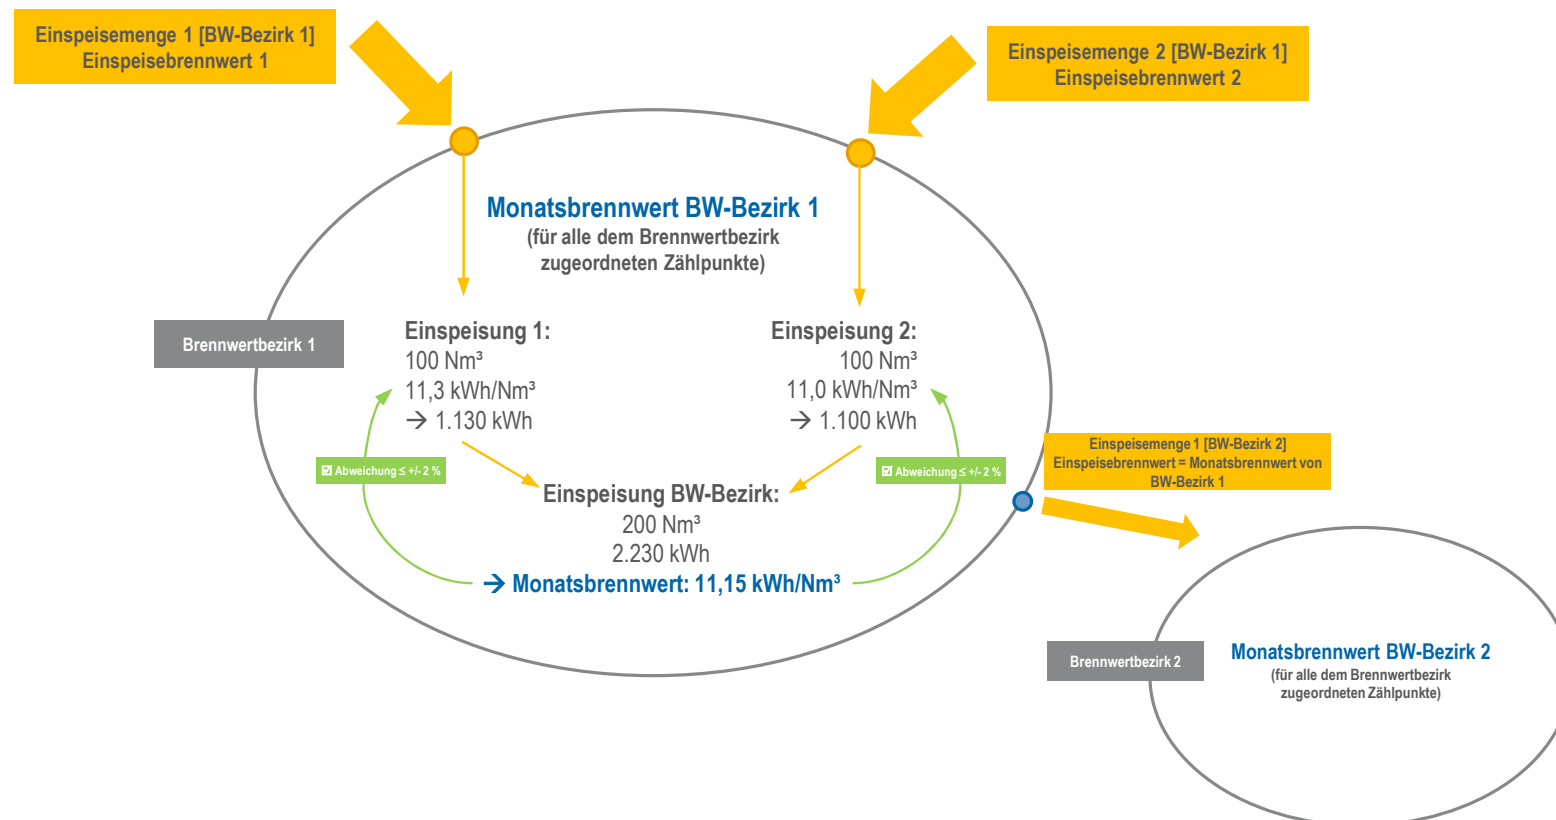 Einspeisemenge 1 [BW-Bezirk 1]
Einspeisebrennwert 1
Einspeisemenge 2 [BW-Bezirk 1]
Einspeisebrennwert 2
Monatsbrennwert BW-Bezirk 1
(für alle dem Brennwertbezirk
zugeordneten Zählpunkte)
Brennwertbezirk 1
Einspeisung 1:
100 Nm³
11,3 kWh/Nm³
→ 1.130 kWh
Einspeisung 2:
100 Nm³
11,0 kWh/Nm³
→ 1.100 kWh
☑ Abweichung ≤ +/- 2 %
☑ Abweichung ≤ +/- 2 %
Einspeisung BW-Bezirk:
200 Nm³
2.230 kWh
→ Monatsbrennwert: 11,15 kWh/Nm³
Einspeisemenge 1 [BW-Bezirk 2]
Einspeisebrennwert = Monatsbrennwert von
BW-Bezirk 1
Brennwertbezirk 2
Monatsbrennwert BW-Bezirk 2
(für alle dem Brennwertbezirk
zugeordneten Zählpunkte)